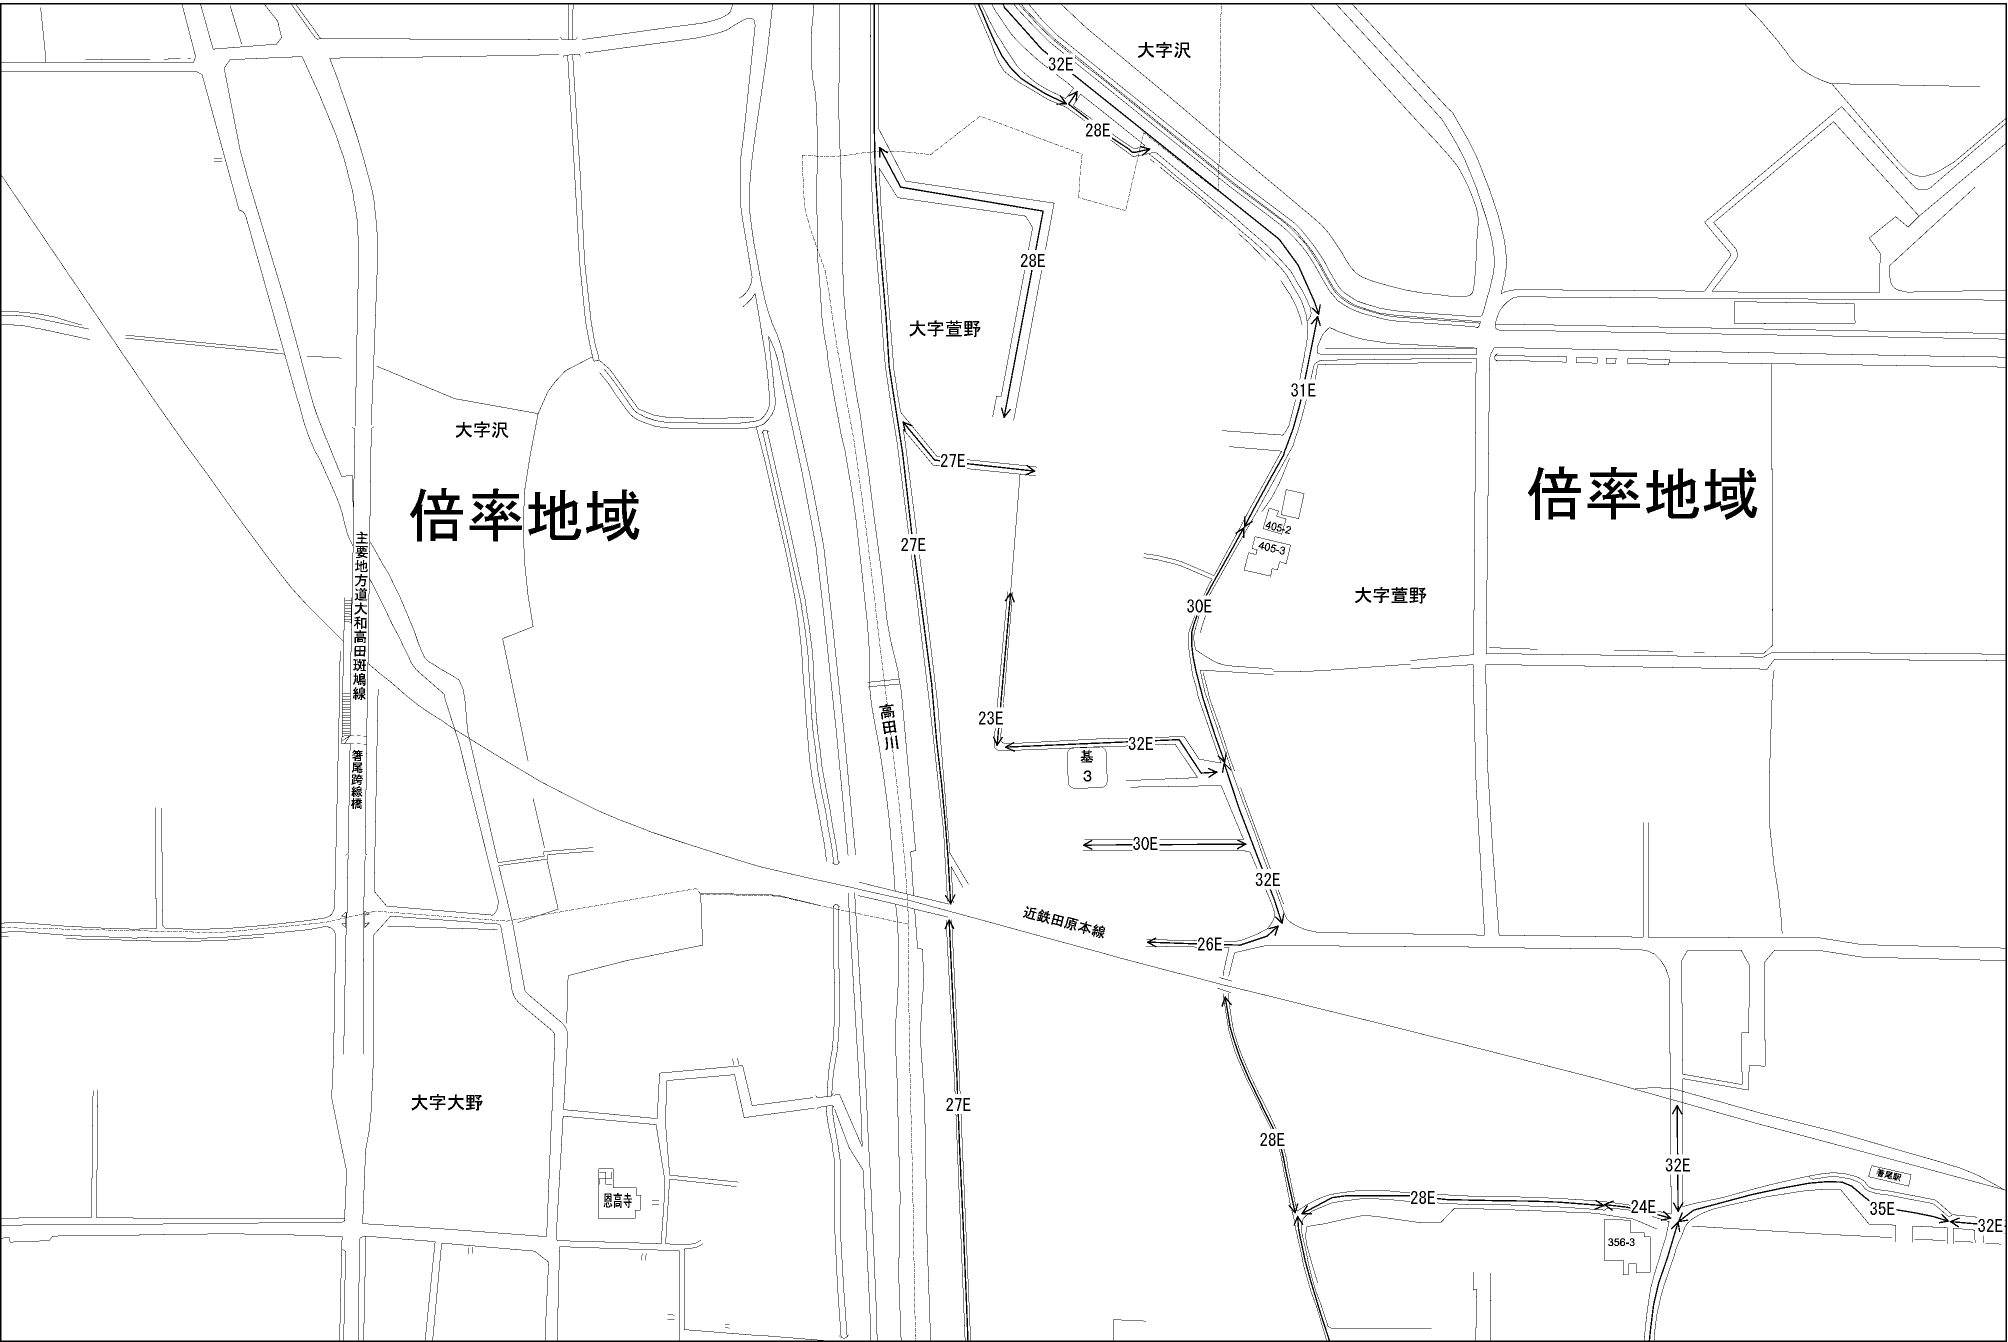 大字沢
32E
28E
28E
大字萱野
31E
大字沢
27E
倍率地域
倍率地域
405-2
405-3
27E
主要地方道大和高田斑鳩線
大字萱野
30E
高田川
23E
32E
基
3
箸尾跨線橋
30E
32E
近鉄田原本線
26E
大字大野
27E
28E
32E
箸尾駅
恩高寺
28E
24E
35E
32E
356-3